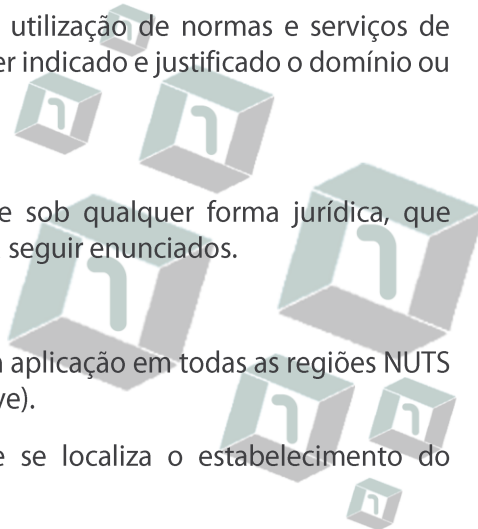 utilização de normas e serviços de
er indicado e justificado o domínio ou
e sob qualquer forma jurídica, que
seguir enunciados.
aplicação em todas as regiões NUTS
ve).
e se localiza o estabelecimento do